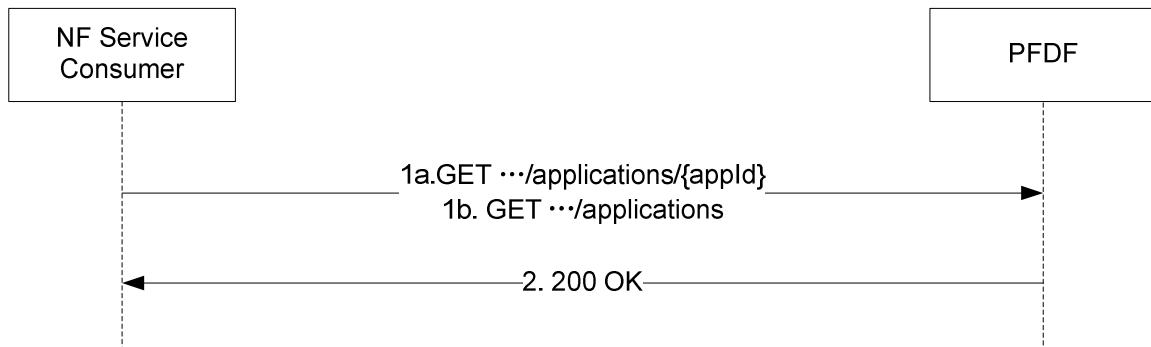 NF Service
Consumer
PFDF
1a.GET ···/applications/{appId}
1b. GET ···/applications
2. 200 OK